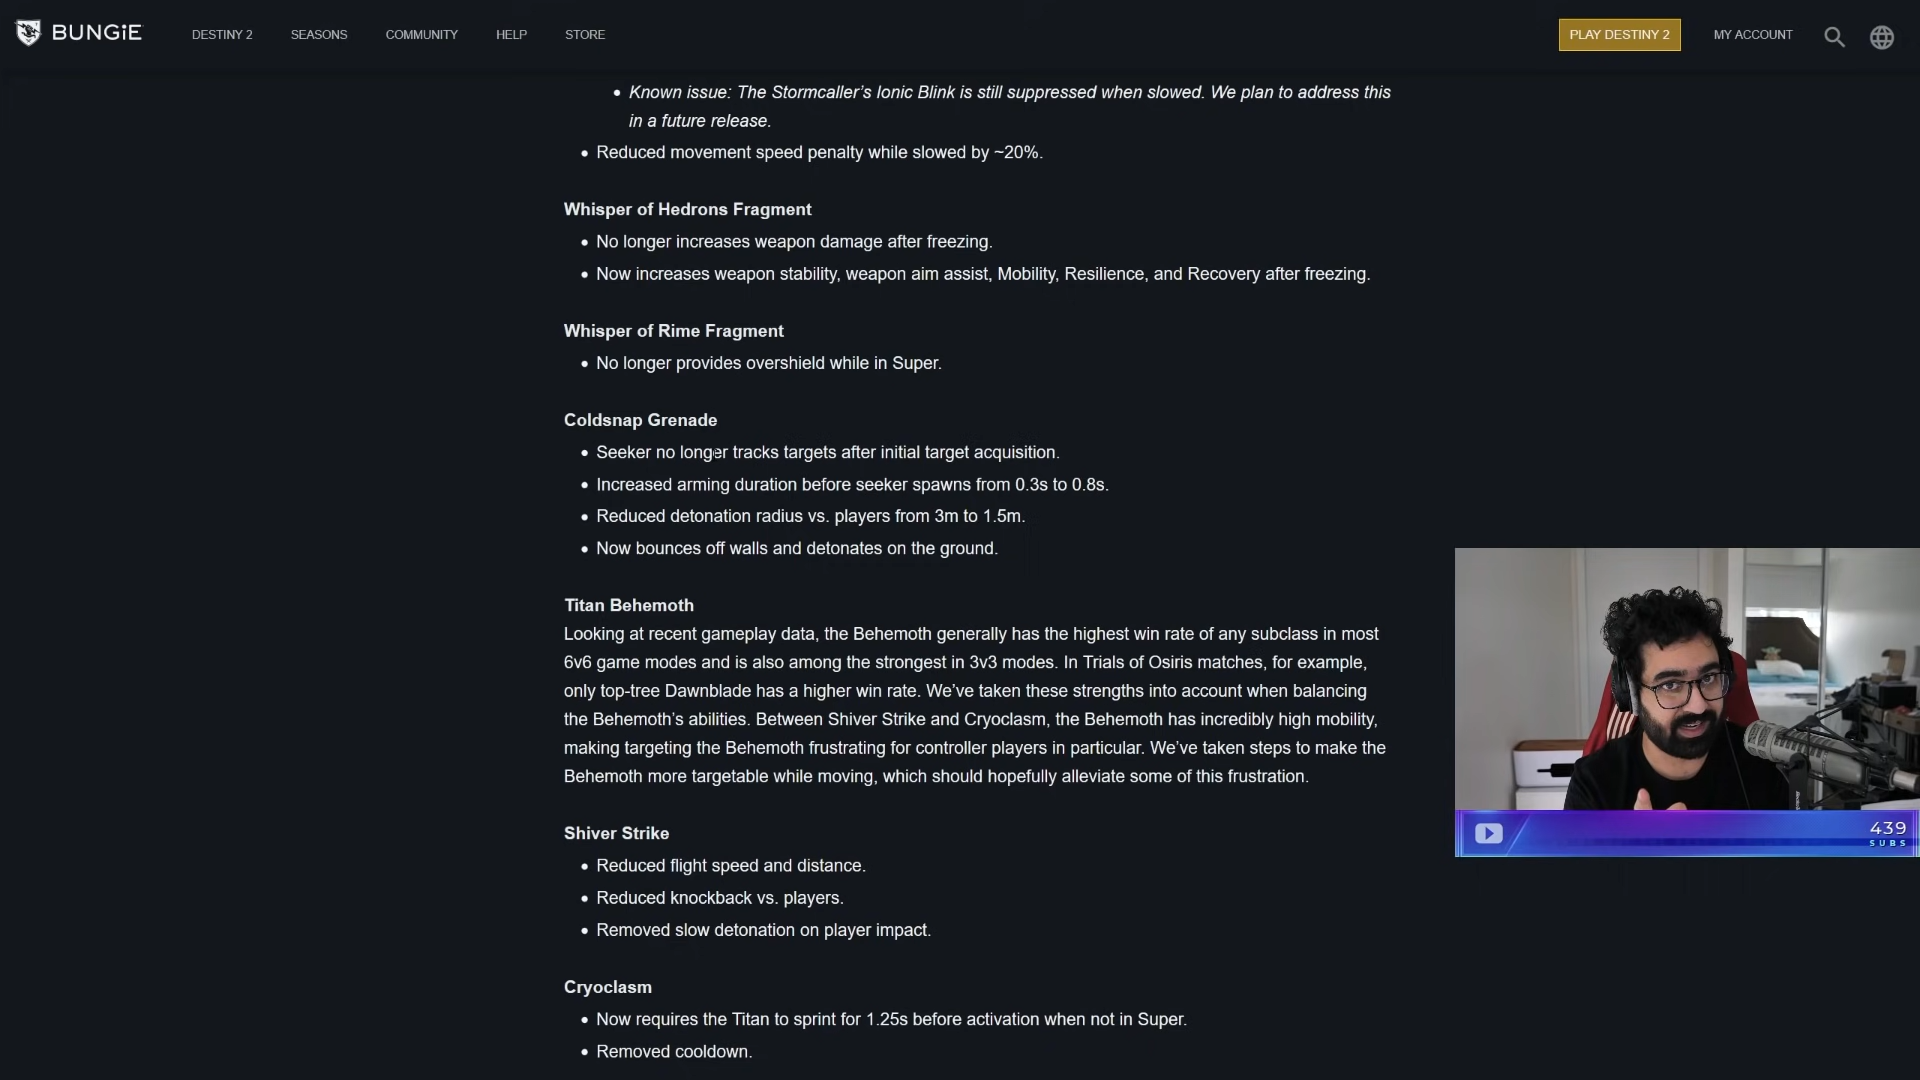 BUNGiE
DESTINY 2 SEASONS COMMUNITY HELP STORE PLAY DESTINY 2 MY ACCOUNT
• Known issue: The Stormcaller’s Ionic Blink is still suppressed when slowed. We plan to address this
in a future release.
• Reduced movement speed penalty while slowed by ~20%.
Whisper of Hedrons Fragment
• No longer increases weapon damage after freezing.
• Now increases weapon stability, weapon aim assist, Mobility, Resilience, and Recovery after freezing.
Whisper of Rime Fragment
• No longer provides overshield while in Super.
Coldsnap Grenade
• Seeker no longer tracks targets after initial target acquisition.
• Increased arming duration before seeker spawns from 0.3s to 0.8s.
• Reduced detonation radius vs. players from 3m to 1.5m.
• Now bounces off walls and detonates on the ground.
Titan Behemoth
Looking at recent gameplay data, the Behemoth generally has the highest win rate of any subclass in most
6v6 game modes and is also among the strongest in 3v3 modes. In Trials of Osiris matches, for example,
only top-tree Dawnblade has a higher win rate. We’ve taken these strengths into account when balancing
the Behemoth’s abilities. Between Shiver Strike and Cryoclasm, the Behemoth has incredibly high mobility,
making targeting the Behemoth frustrating for controller players in particular. We’ve taken steps to make the
Behemoth more targetable while moving, which should hopefully alleviate some of this frustration.
Shiver Strike
• Reduced flight speed and distance.
• Reduced knockback vs. players.
• Removed slow detonation on player impact.
Cryoclasm
• Now requires the Titan to sprint for 1.25s before activation when not in Super.
• Removed cooldown.
439
SUBS